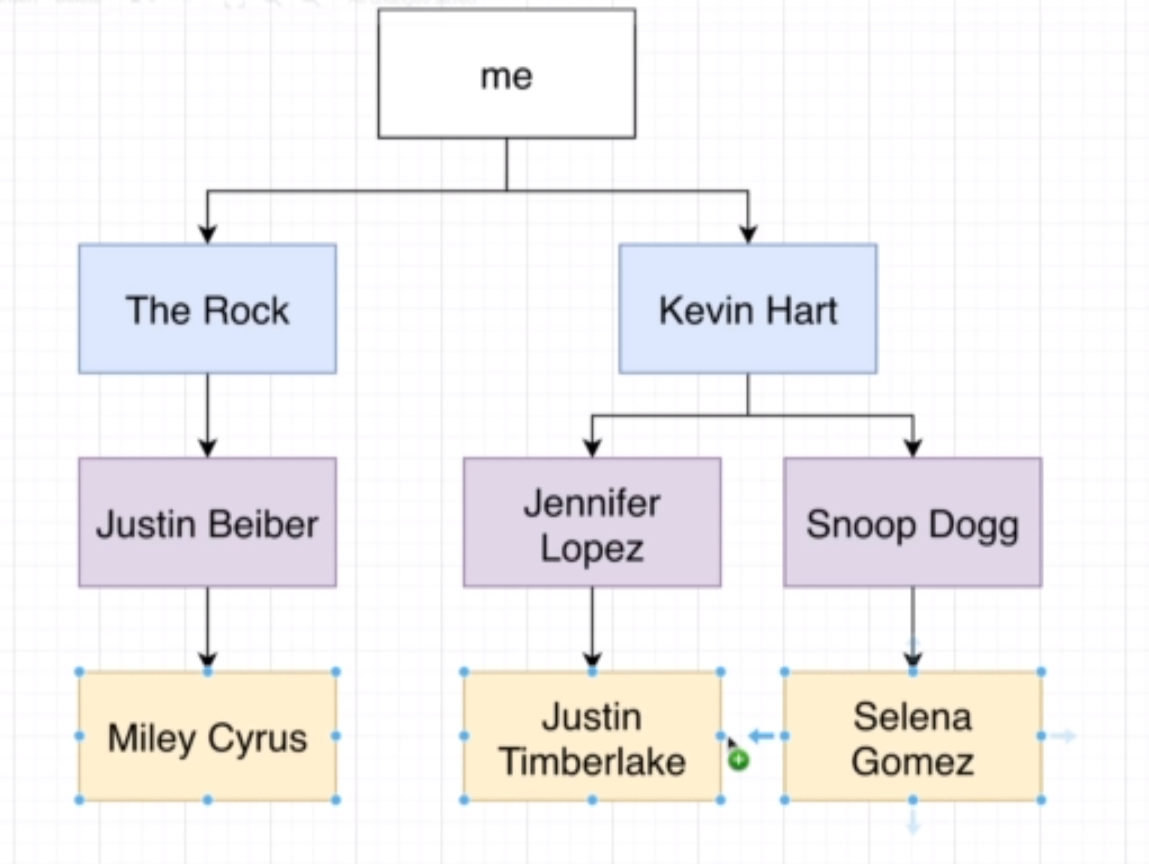 me
The Rock
Kevin Hart
Justin Beiber
Jennifer
Lopez
Snoop Dogg
Miley Cyrus
Justin
Timberlake
Selena
Gomez